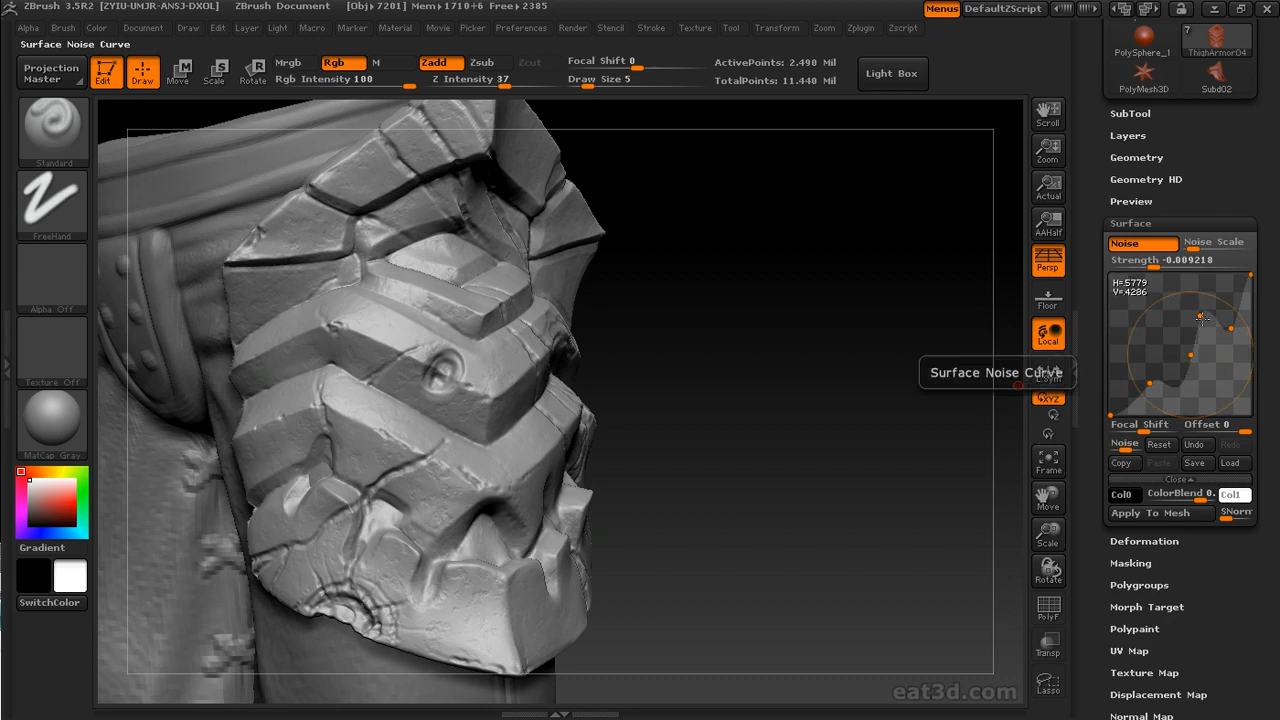 ZBrush 3.5R2 [ZYIU-UMJR-ANSJ-DXOL] ZBrush Document [Obj▸7201] Mem▸1710+6 Free▸2385 Menus DefaultZScript
Alpha Brush Color Document Draw Edit Layer Light Macro Marker Material Movie Picker Preferences Render Stencil Stroke Texture Tool Transform Zoom Zplugin Zscript
Surface Noise Curve
Projection Master
Edit
Draw
Move
Scale
Rotate
Mrgb Rgb M
Rgb Intensity 100
Zadd Zsub Zcut
Z Intensity 37
Focal Shift 0
Draw Size 5
ActivePoints: 2.490 Mil
TotalPoints: 11.440 Mil
Light Box
Standard
FreeHand
Alpha Off
Texture Off
MatCap Gray
Gradient
SwitchColor
Scroll
Zoom
Actual
AAHalf
Persp
Floor
Local
L.Sym
XYZ
Frame
Move
Scale
Rotate
PolyF
Transp
Lasso
Surface Noise Curve
eat3d.com
7
PolySphere_1 ThighArmor04
PolyMesh3D Subd02
SubTool
Layers
Geometry
Geometry HD
Preview
Surface
Noise Noise Scale
Strength -0.009218
H=5779
V=4286
Focal Shift Offset 0
Noise Reset Undo Redo
Copy Paste Save Load
Close
Col0 ColorBlend 0. Col1
Apply To Mesh SNorm
Deformation
Masking
Polygroups
Morph Target
Polypaint
UV Map
Texture Map
Displacement Map
Normal Map